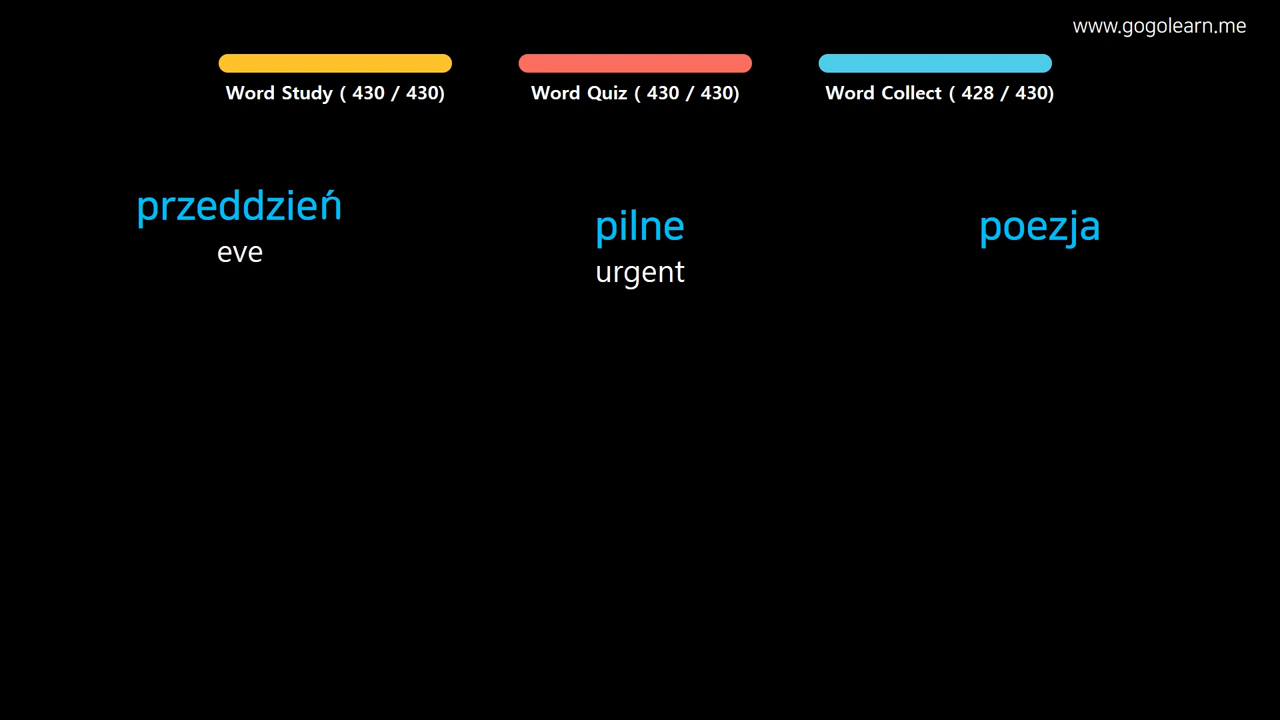 www.gogolearn.me
Word Study ( 430 / 430)
Word Quiz ( 430 / 430)
Word Collect ( 428 / 430)
przeddzień
eve
pilne
urgent
poezja